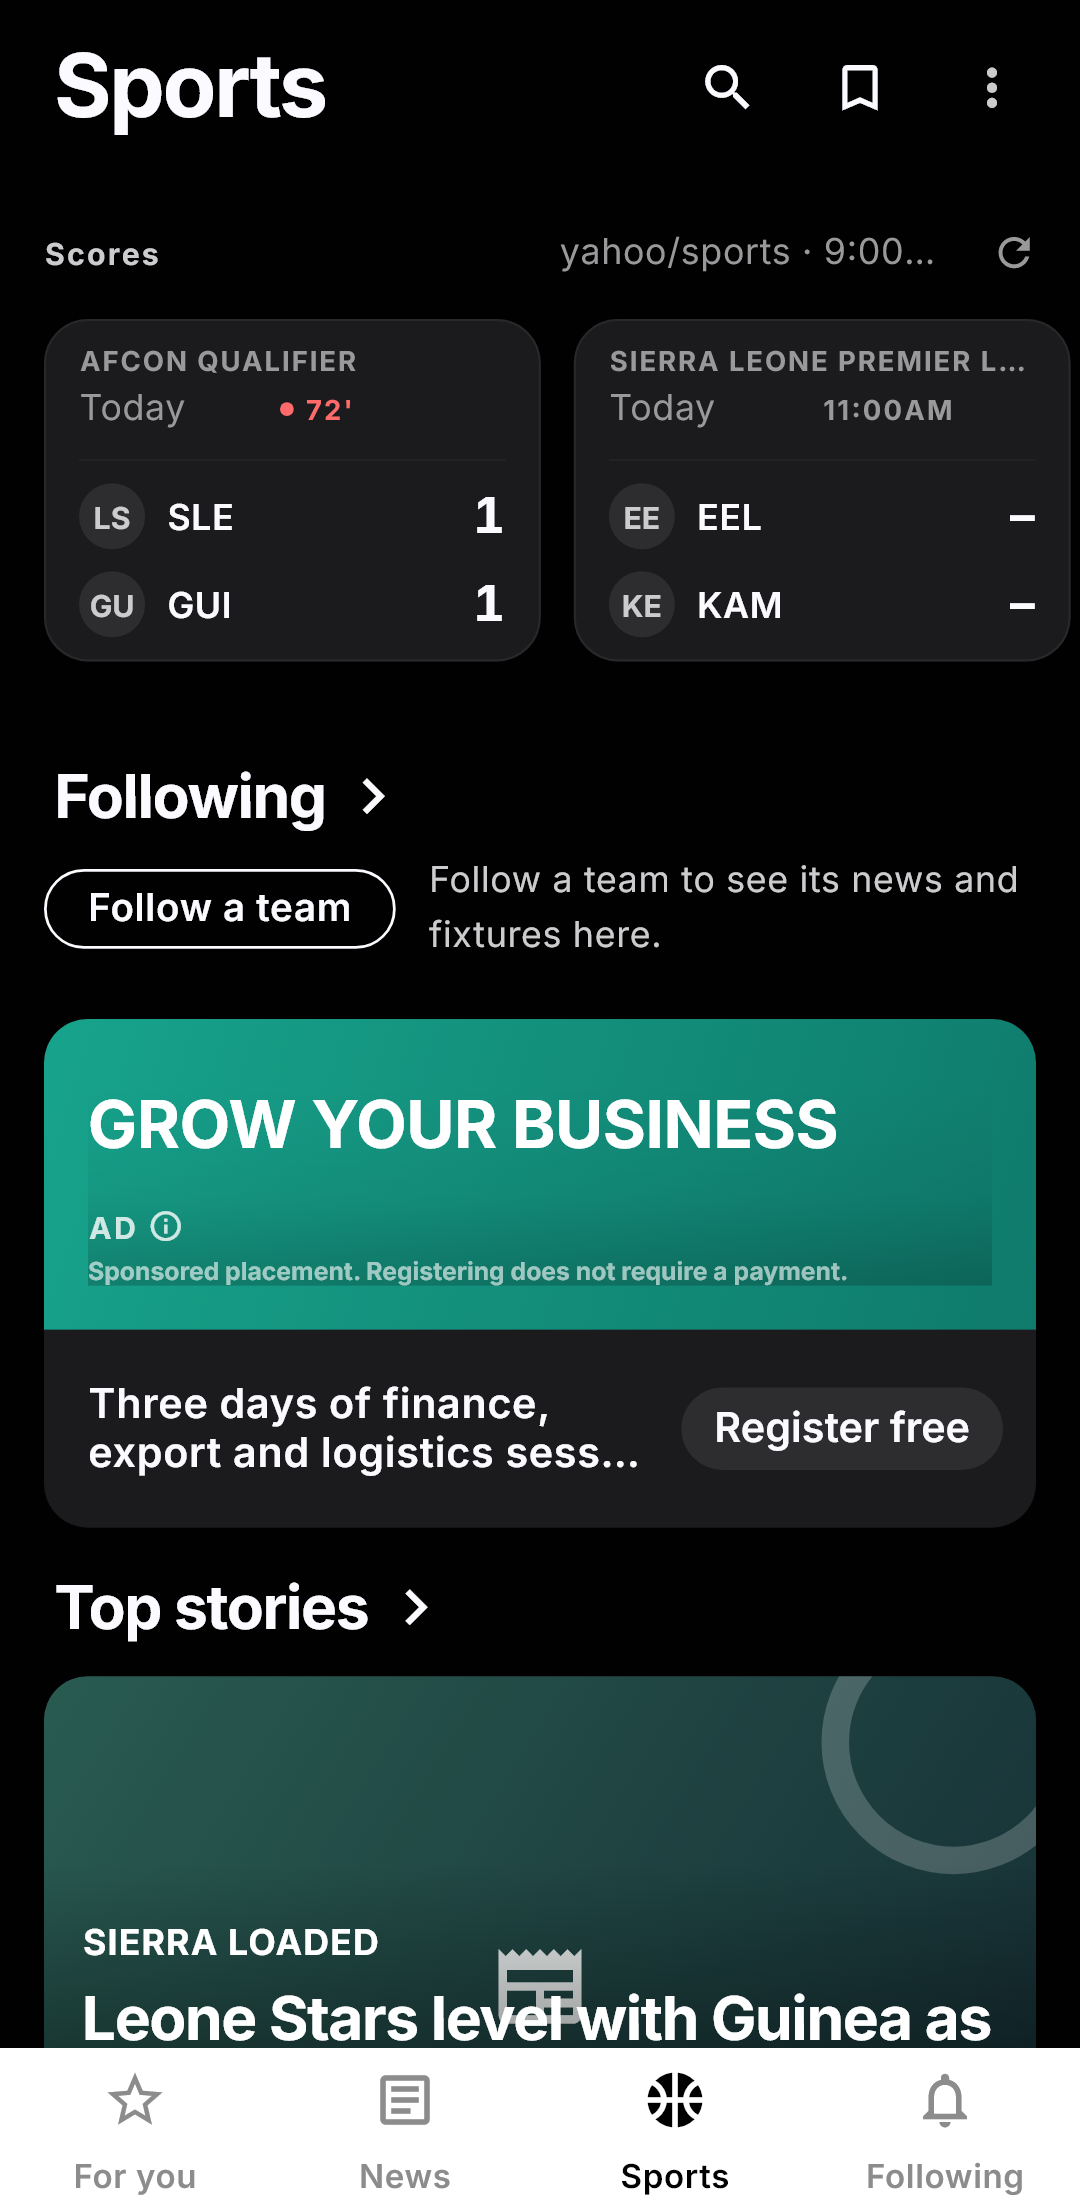 Sports
Scores
yahoo/sports · 9:00...
AFCON QUALIFIER
Today
72'
LS
SLE
1
GU
GUI
1
SIERRA LEONE PREMIER L...
Today
11:00AM
EE
EEL
–
KE
KAM
–
Following
Follow a team
Follow a team to see its news and
fixtures here.
GROW YOUR BUSINESS
AD
Sponsored placement. Registering does not require a payment.
Three days of finance,
export and logistics sess...
Register free
Top stories
SIERRA LOADED
Leone Stars level with Guinea as
For you
News
Sports
Following